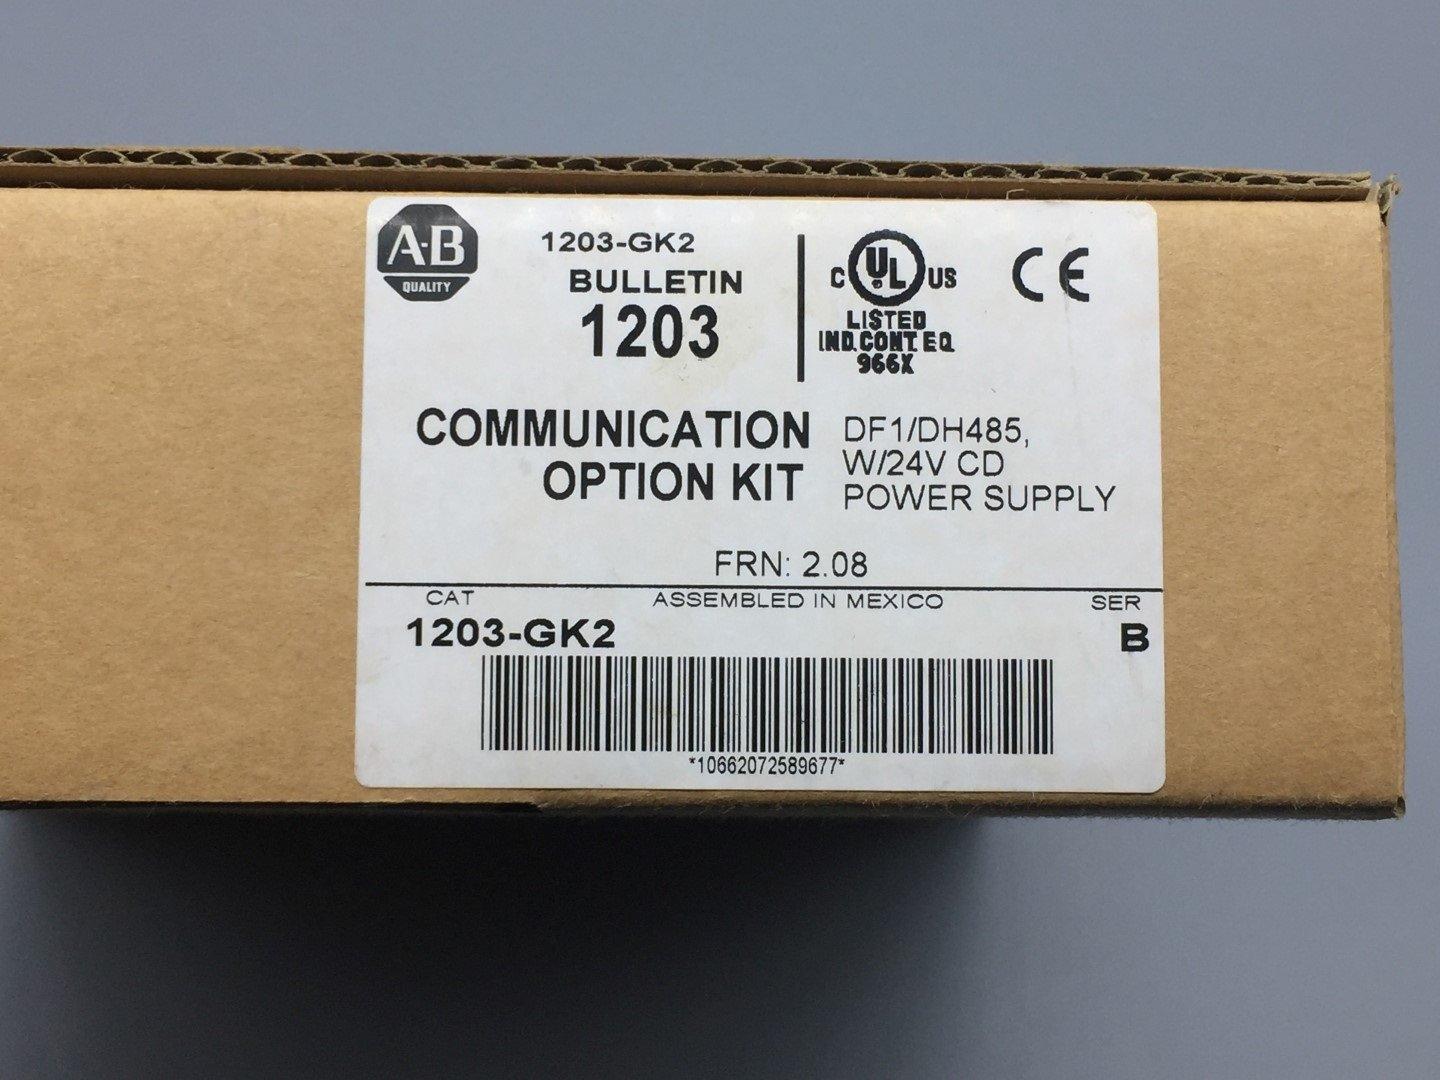 A-B
QUALITY
1203-GK2
BULLETIN
1203
C UL US
LISTED
IND.CONT.EQ
966X
CE
COMMUNICATION
OPTION KIT
DF1/DH485,
W/24V CD
POWER SUPPLY
FRN: 2.08
CAT
ASSEMBLED IN MEXICO
SER
1203-GK2
B
*10662072589677*